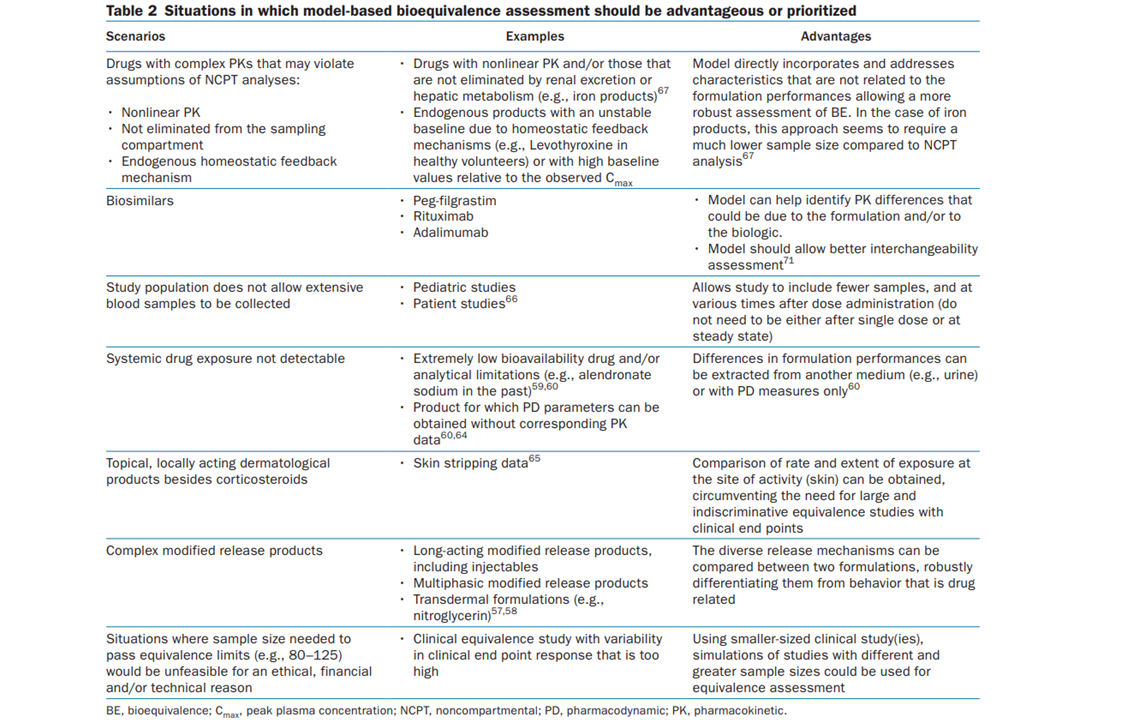 Table 2 Situations in which model-based bioequivalence assessment should be advantageous or prioritized
Scenarios
Examples
Advantages
Drugs with complex PKs that may violate
assumptions of NCPT analyses:
• Nonlinear PK
• Not eliminated from the sampling
compartment
• Endogenous homeostatic feedback
mechanism
• Drugs with nonlinear PK and/or those that
are not eliminated by renal excretion or
hepatic metabolism (e.g., iron products)67
• Endogenous products with an unstable
baseline due to homeostatic feedback
mechanisms (e.g., Levothyroxine in
healthy volunteers) or with high baseline
values relative to the observed Cmax
Model directly incorporates and addresses
characteristics that are not related to the
formulation performances allowing a more
robust assessment of BE. In the case of iron
products, this approach seems to require a
much lower sample size compared to NCPT
analysis67
Biosimilars
• Peg-filgrastim
• Rituximab
• Adalimumab
• Model can help identify PK differences that
could be due to the formulation and/or to
the biologic.
• Model should allow better interchangeability
assessment71
Study population does not allow extensive
blood samples to be collected
• Pediatric studies
• Patient studies66
Allows study to include fewer samples, and at
various times after dose administration (do
not need to be either after single dose or at
steady state)
Systemic drug exposure not detectable
• Extremely low bioavailability drug and/or
analytical limitations (e.g., alendronate
sodium in the past)59,60
• Product for which PD parameters can be
obtained without corresponding PK
data60,64
Differences in formulation performances can
be extracted from another medium (e.g., urine)
or with PD measures only60
Topical, locally acting dermatological
products besides corticosteroids
• Skin stripping data65
Comparison of rate and extent of exposure at
the site of activity (skin) can be obtained,
circumventing the need for large and
indiscriminative equivalence studies with
clinical end points
Complex modified release products
• Long-acting modified release products,
including injectables
• Multiphasic modified release products
• Transdermal formulations (e.g.,
nitroglycerin)57,58
The diverse release mechanisms can be
compared between two formulations, robustly
differentiating them from behavior that is drug
related
Situations where sample size needed to
pass equivalence limits (e.g., 80–125)
would be unfeasible for an ethical, financial
and/or technical reason
• Clinical equivalence study with variability
in clinical end point response that is too
high
Using smaller-sized clinical study(ies),
simulations of studies with different and
greater sample sizes could be used for
equivalence assessment
BE, bioequivalence; Cmax, peak plasma concentration; NCPT, noncompartmental; PD, pharmacodynamic; PK, pharmacokinetic.